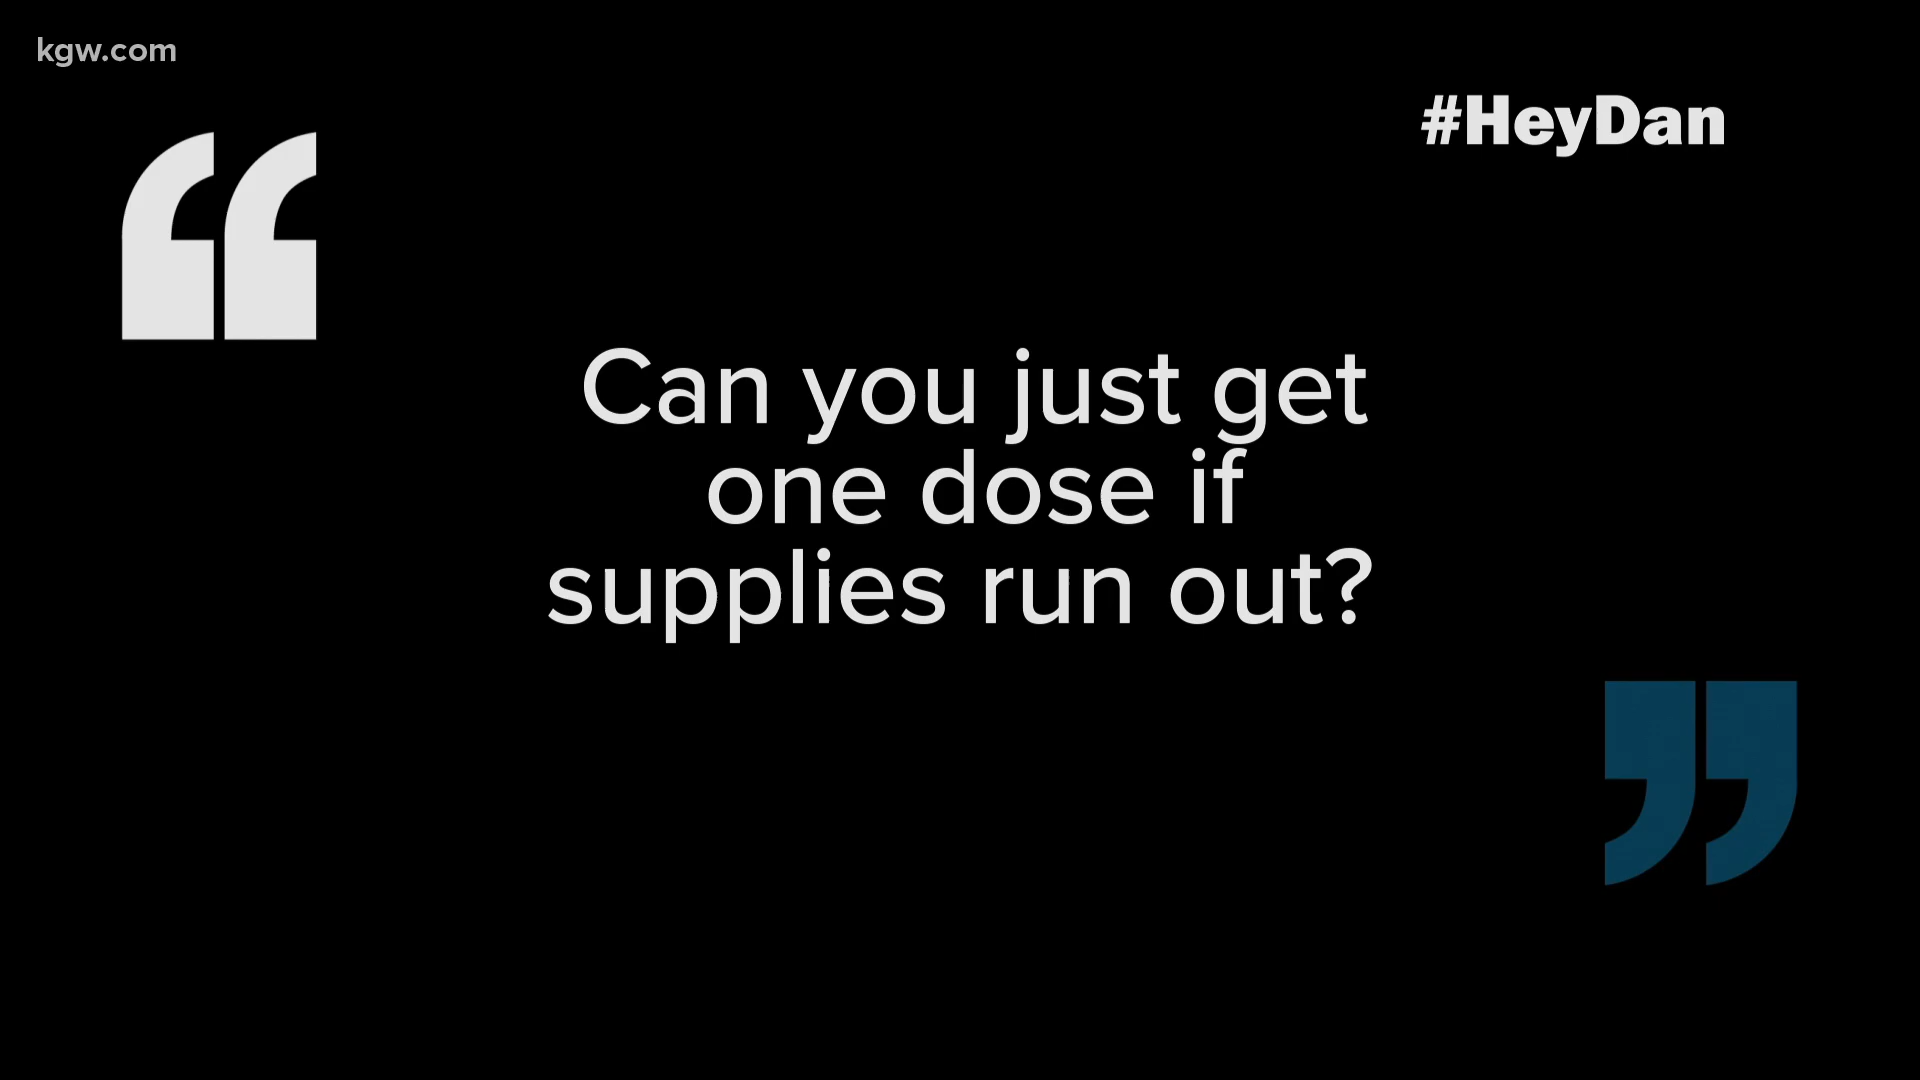 kgw.com
#HeyDan
“
Can you just get
one dose if
supplies run out?
”